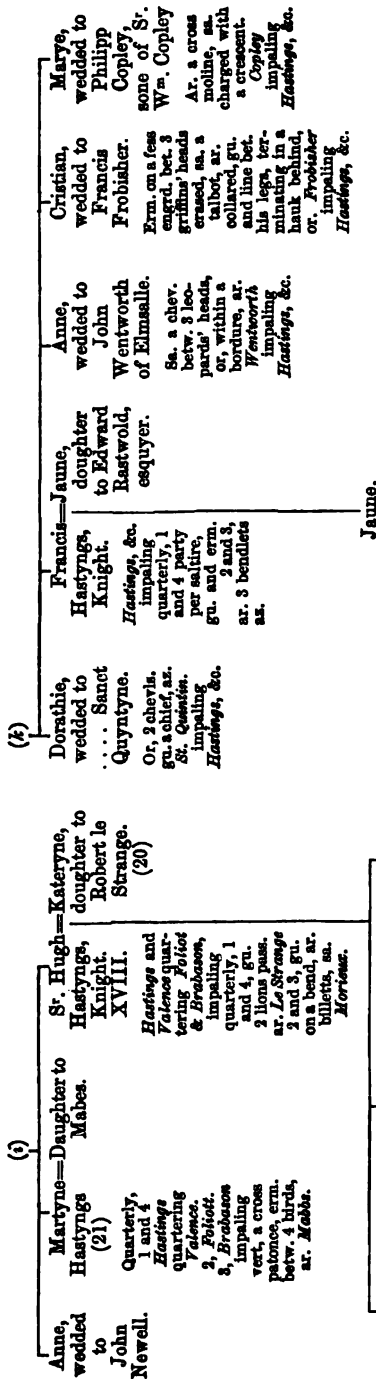 (i)
Anne,
wedded
to
John
Newell.
Martyne=Daughter to
Hastyngs Mabes.
(21)
Quarterly,
1 and 4
Hastings
quartering
Valence.
2, Foliott.
3, Brabason
impaling
vert, a cross
patonce, erm.
betw. 4 birds,
ar. Mabbs.
Sr. Hugh=Kateryne,
Hastyngs, doughter to
Knight. Robert le
XVIII. Strange.
(20)
Hastings and
Valence quar-
tering Foliot
& Brabason,
impaling
quarterly, 1
and 4, gu.
2 lions pass.
ar. Le Strange
2 and 3, gu.
on a bend, ar.
billetts, sa.
Morieux.
(k)
Dorathie,
wedded to
.... Sanct
Quyntyne.
Or, 2 chevls.
gu. a chief, az.
St. Quintin.
impaling
Hastings, &c.
Francis=Jaune,
Hastyngs, doughter
Knight. to Edward
Rastwold,
esquyer.
Hastings, &c.
impaling
quarterly, 1
and 4 party
per saltire,
gu. and erm.
2 and 3,
ar. 3 bendlets
az.
Jaune.
Anne,
wedded to
John
Wentworth
of Elmsalle.
Sa. a chev.
betw. 3 leo-
pards' heads,
or, within a
bordure, ar.
Wentworth
impaling
Hastings, &c.
Cristian,
wedded to
Francis
Frobisher.
Erm. on a fess
engrd. bet. 3
griffins' heads
erased, sa. a
talbot, ar.
collared, gu.
and line bet.
his legs, ter-
minating in a
hauk behind,
or. Frobisher
impaling
Hastings, &c.
Marye,
wedded to
Philipp
Copley,
sone of Sr.
Wm. Copley
Ar. a cross
moline, sa.
charged with
a crescent.
Copley
impaling
Hastings, &c.